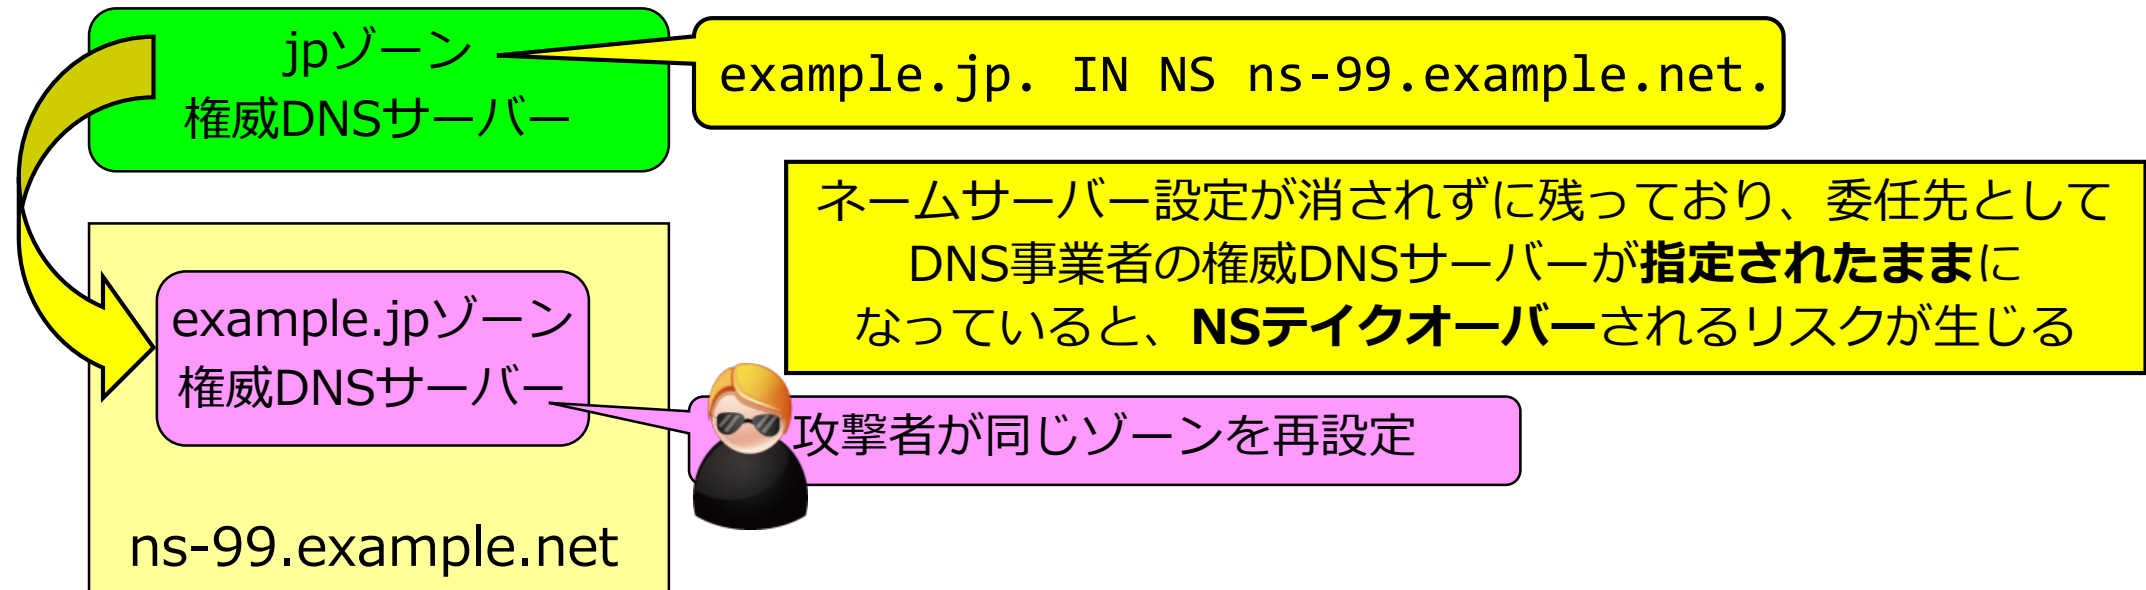 jpゾーン
権威DNSサーバー
example.jp. IN NS ns-99.example.net.
ネームサーバー設定が消されずに残っており、委任先として
DNS事業者の権威DNSサーバーが指定されたままに
なっていると、NSテイクオーバーされるリスクが生じる
example.jpゾーン
権威DNSサーバー
攻撃者が同じゾーンを再設定
ns-99.example.net